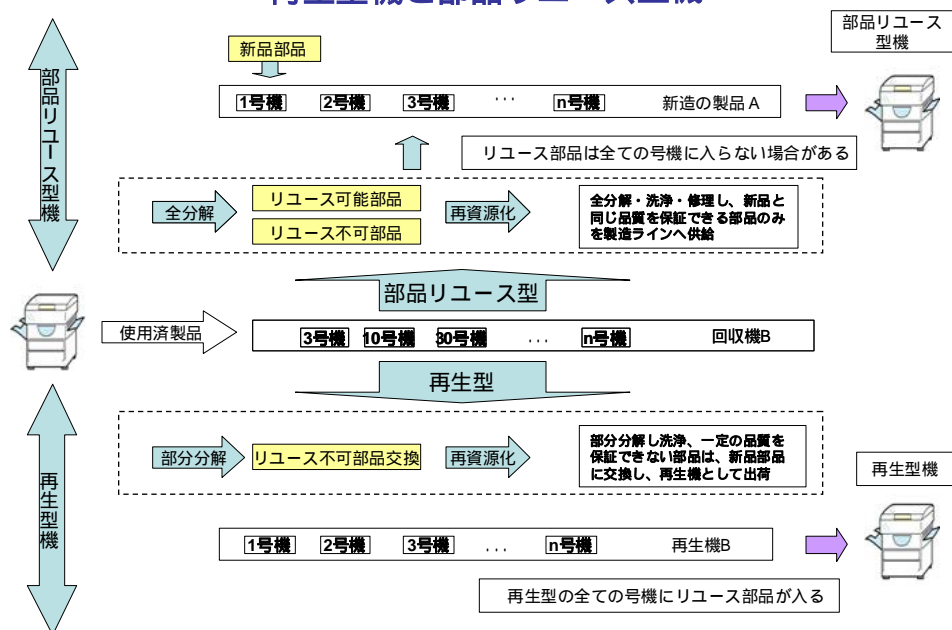 再生型機と部品リユース型機
部品リユース
型機
新品部品
1号機 2号機 3号機 ... n号機 新造の製品A
リユース部品は全ての号機に入らない場合がある
部品リユース型機
全分解
リユース可能部品
リユース不可部品
再資源化
全分解・洗浄・修理し、新品と
同じ品質を保証できる部品のみ
を製造ラインへ供給
部品リユース型
使用済製品
3号機 10号機 30号機 ... n号機 回収機B
再生型
部分分解
リユース不可部品交換
再資源化
部分分解し洗浄、一定の品質を
保証できない部品は、新品部品
に交換し、再生機として出荷
再生型機
再生型機
1号機 2号機 3号機 ... n号機 再生機B
再生型の全ての号機にリユース部品が入る